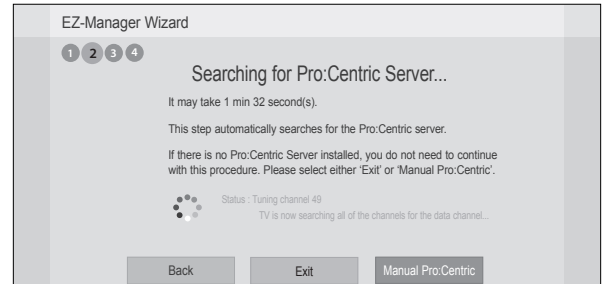 EZ-Manager Wizard
1 2 3 4
Searching for Pro:Centric Server...
It may take 1 min 32 second(s).
This step automatically searches for the Pro:Centric server.
If there is no Pro:Centric Server installed, you do not need to continue
with this procedure. Please select either ‘Exit’ or ‘Manual Pro:Centric’.
Status : Tuning channel 49
TV is now searching all of the channels for the data channel...
Back Exit Manual Pro:Centric